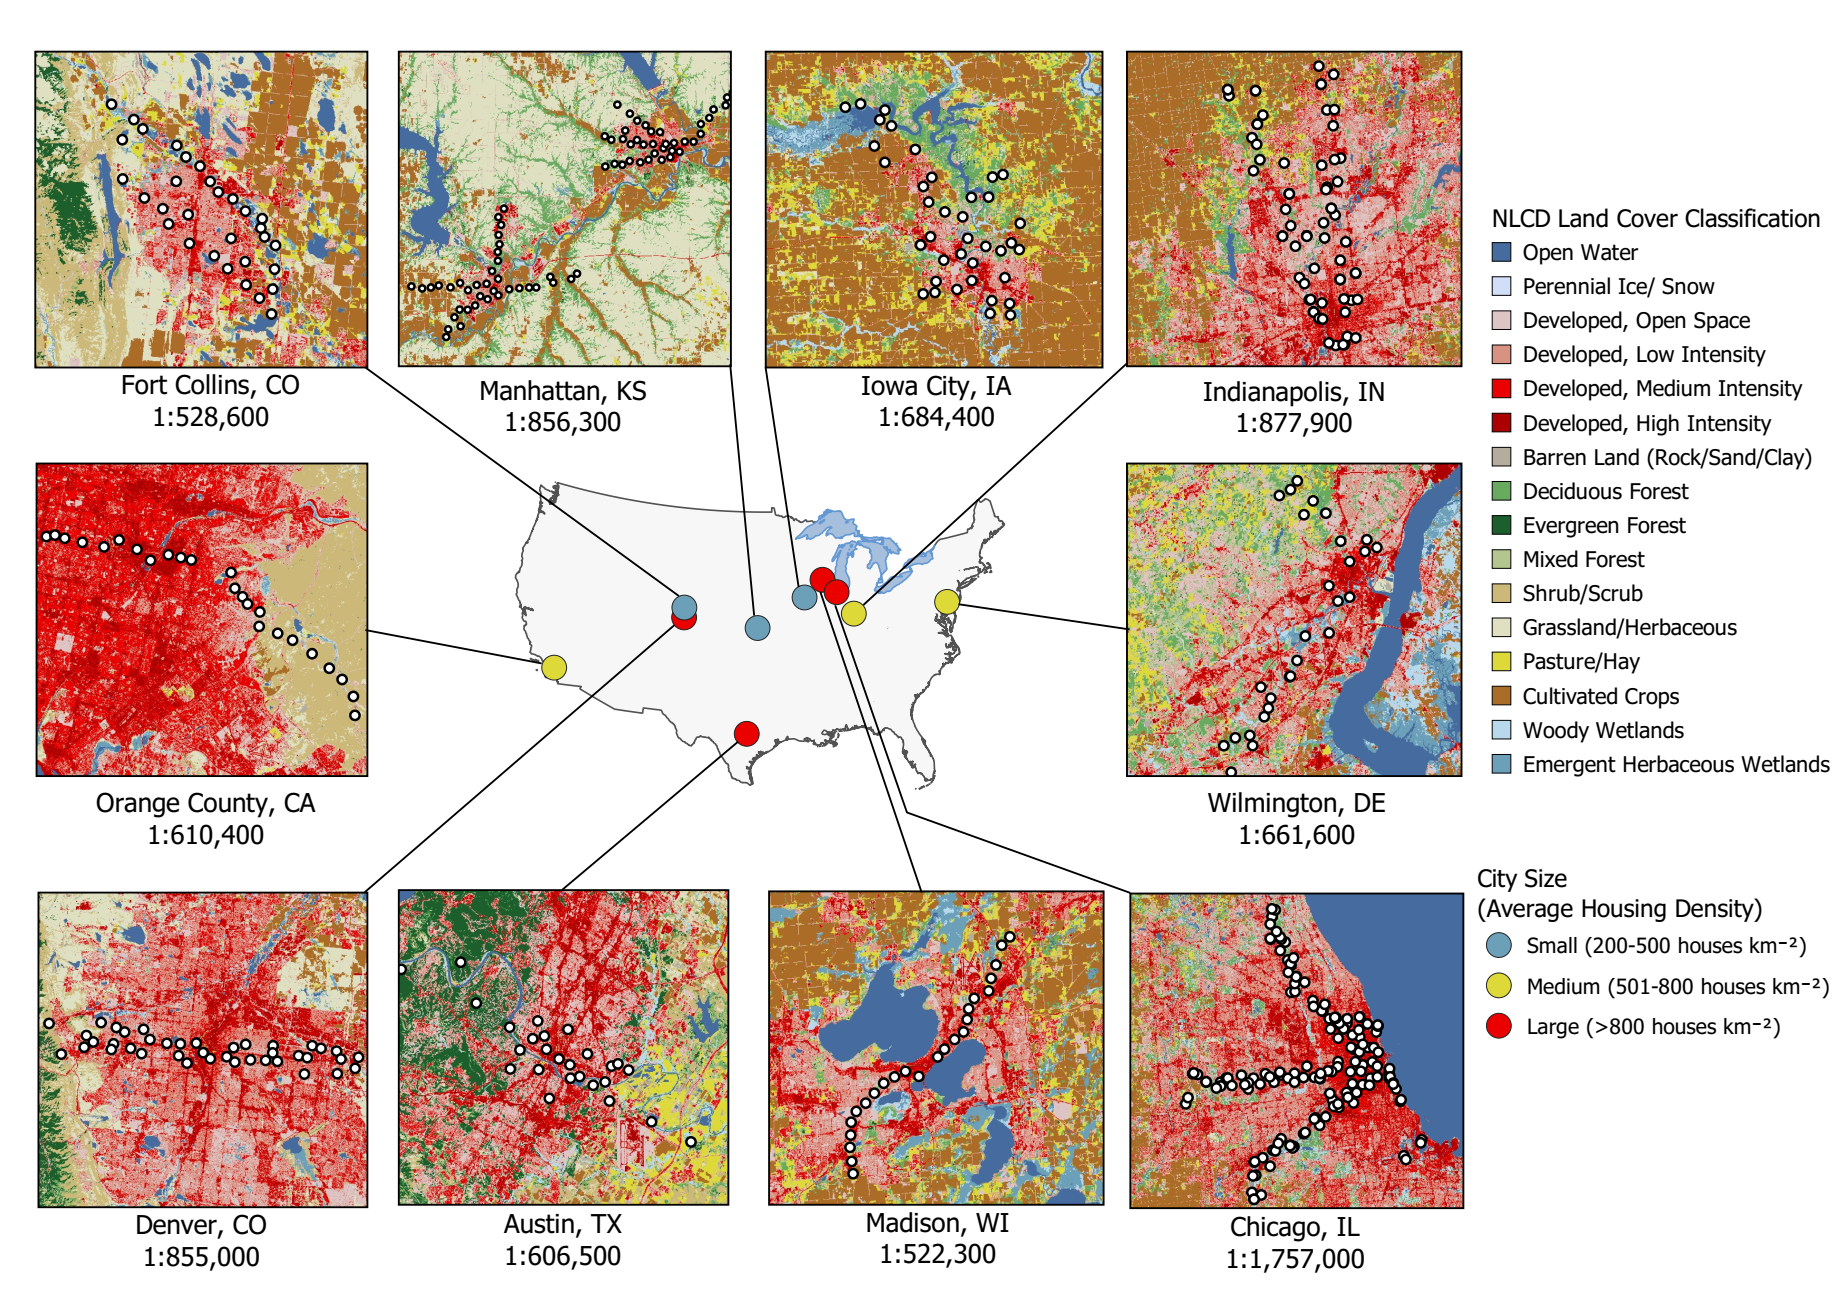 Fort Collins, CO
1:528,600
Manhattan, KS
1:856,300
Iowa City, IA
1:684,400
Indianapolis, IN
1:877,900
NLCD Land Cover Classification
Open Water
Perennial Ice/ Snow
Developed, Open Space
Developed, Low Intensity
Developed, Medium Intensity
Developed, High Intensity
Barren Land (Rock/Sand/Clay)
Deciduous Forest
Evergreen Forest
Mixed Forest
Shrub/Scrub
Grassland/Herbaceous
Pasture/Hay
Cultivated Crops
Woody Wetlands
Emergent Herbaceous Wetlands
Orange County, CA
1:610,400
Wilmington, DE
1:661,600
City Size
(Average Housing Density)
Small (200-500 houses km⁻²)
Medium (501-800 houses km⁻²)
Large (>800 houses km⁻²)
Denver, CO
1:855,000
Austin, TX
1:606,500
Madison, WI
1:522,300
Chicago, IL
1:1,757,000